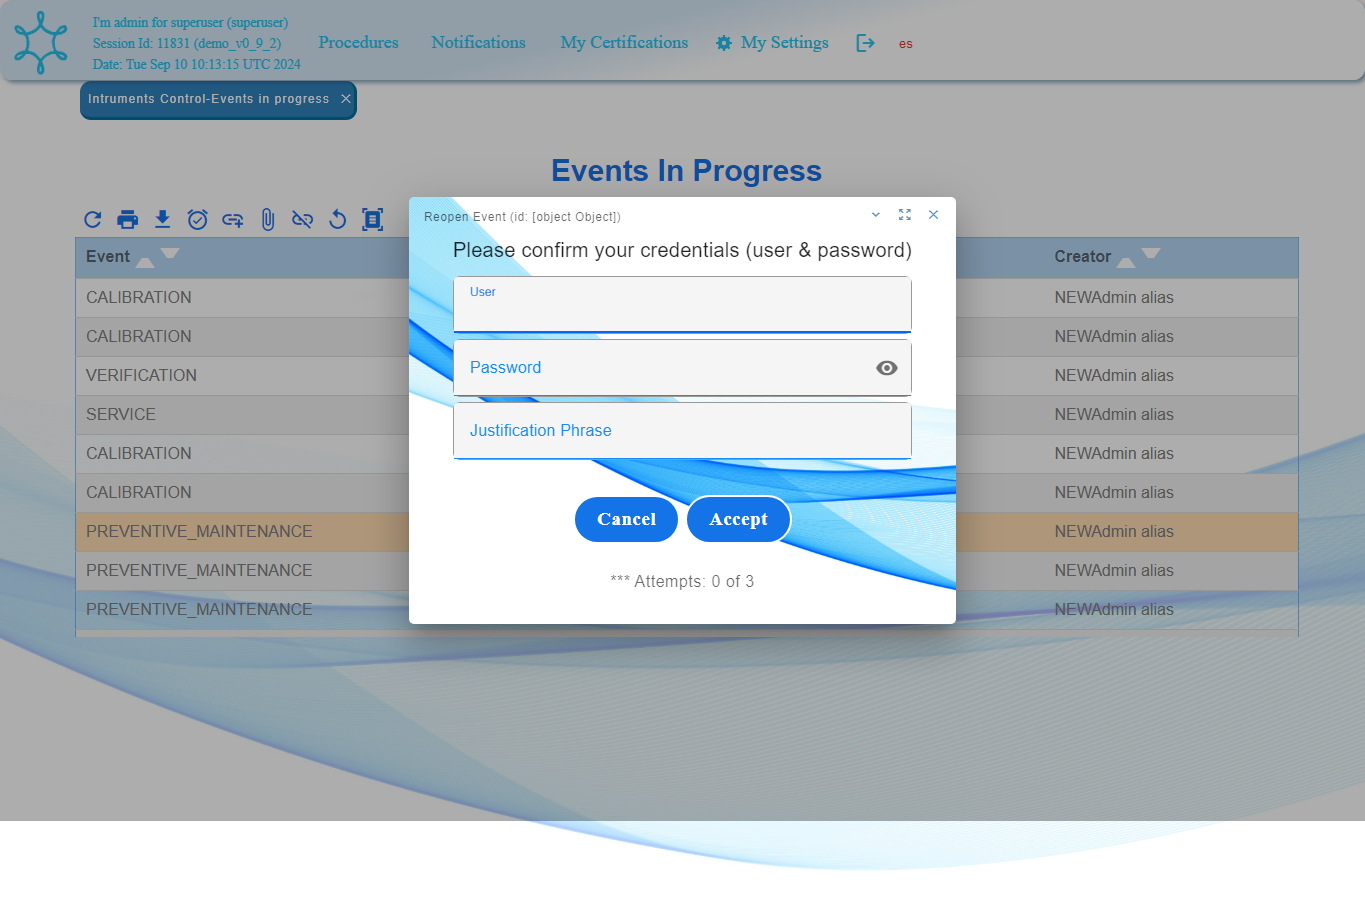 I'm admin for superuser (superuser)
Session Id: 11831 (demo_v0_9_2)
Date: Tue Sep 10 10:13:15 UTC 2024
Procedures
Notifications
My Certifications
My Settings
es
Intruments Control-Events in progress
Events In Progress
Event
Creator
CALIBRATION
NEWAdmin alias
CALIBRATION
NEWAdmin alias
VERIFICATION
NEWAdmin alias
SERVICE
NEWAdmin alias
CALIBRATION
NEWAdmin alias
CALIBRATION
NEWAdmin alias
PREVENTIVE_MAINTENANCE
NEWAdmin alias
PREVENTIVE_MAINTENANCE
NEWAdmin alias
PREVENTIVE_MAINTENANCE
NEWAdmin alias
Reopen Event (id: [object Object])
Please confirm your credentials (user & password)
User
Password
Justification Phrase
Cancel
Accept
*** Attempts: 0 of 3